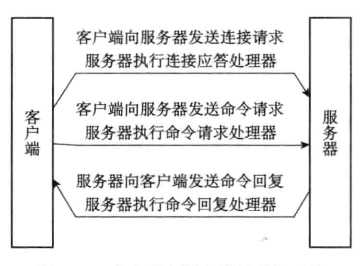 客户端向服务器发送连接请求
服务器执行连接应答处理器
客户端向服务器发送命令请求
服务器执行命令请求处理器
服务器向客户端发送命令回复
服务器执行命令回复处理器
客户端
服务器